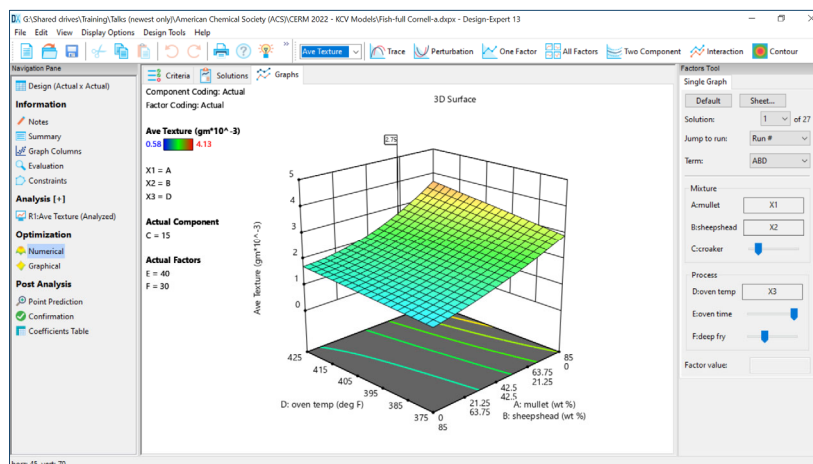 G:\Shared drives\Training\Talks (newest only)\American Chemical Society (ACS)\CERM 2022 - KCV Models\Fish-full Cornell-a.dxpx - Design-Expert 13
File Edit View Display Options Design Tools Help
Ave Texture Trace Perturbation One Factor All Factors Two Component Interaction Contour
Navigation Pane
Design (Actual x Actual)
Information
Notes
Summary
Graph Columns
Evaluation
Constraints
Analysis [+]
R1:Ave Texture (Analyzed)
Optimization
Numerical
Graphical
Post Analysis
Point Prediction
Confirmation
Coefficients Table
Criteria Solutions Graphs
Component Coding: Actual
Factor Coding: Actual
Ave Texture (gm*10^-3)
0.58 4.13
X1 = A
X2 = B
X3 = D
Actual Component
C = 15
Actual Factors
E = 40
F = 30
3D Surface
2.75
5
4
3
2
1
0
Ave Texture (gm*10^-3)
425
415
405
395
385
375
D: oven temp (deg F)
0
85
21.25
63.75
42.5
42.5
63.75
21.25
85
0
A: mullet (wt %)
B: sheepshead (wt %)
Factors Tool
Single Graph
Default Sheet...
Solution: 1 of 27
Jump to run: Run #
Term: ABD
Mixture
A:mullet X1
B:sheepshead X2
C:croaker
Process
D:oven temp X3
E:oven time
F:deep fry
Factor value: